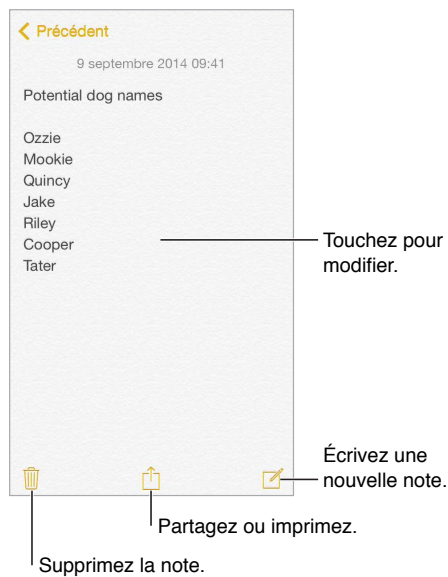 Précédent
9 septembre 2014 09:41
Potential dog names
Ozzie
Mookie
Quincy
Jake
Riley
Cooper
Tater
Touchez pour
modifier.
Écrivez une
nouvelle note.
Partagez ou imprimez.
Supprimez la note.